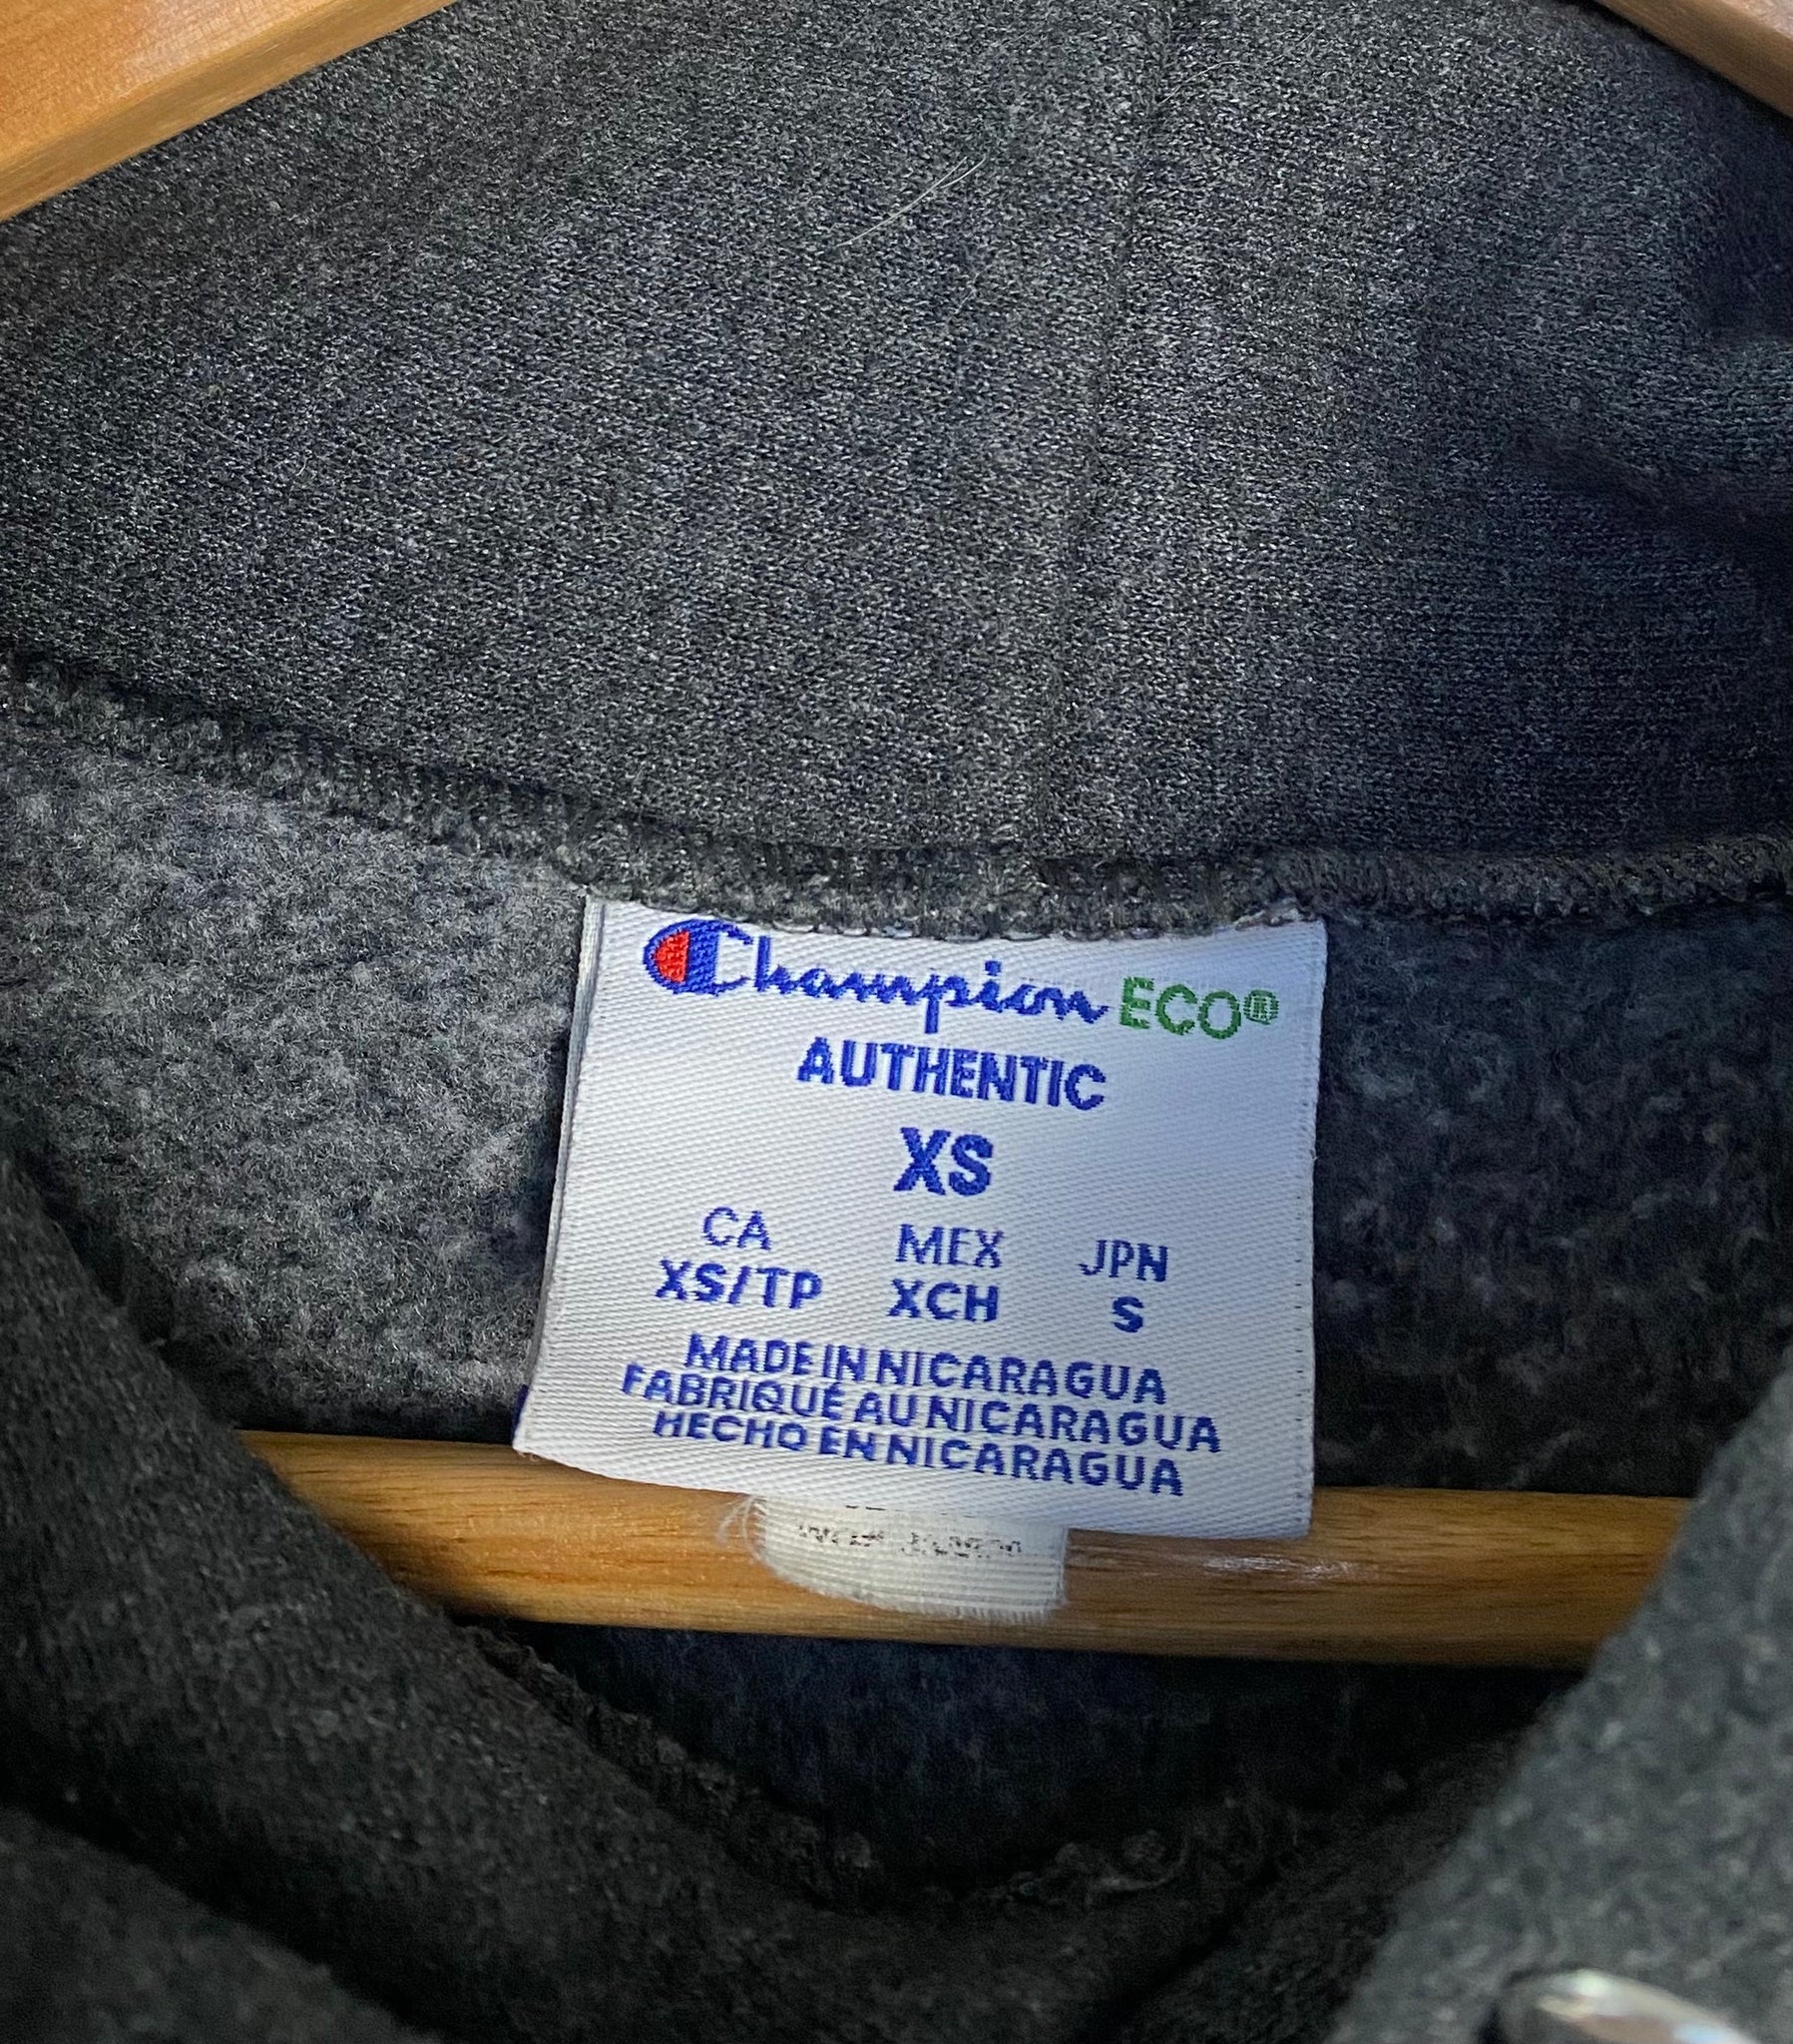 Champion ECO®
AUTHENTIC
XS
CA MEX JPN
XS/TP XCH S
MADE IN NICARAGUA
FABRIQUÉ AU NICARAGUA
HECHO EN NICARAGUA